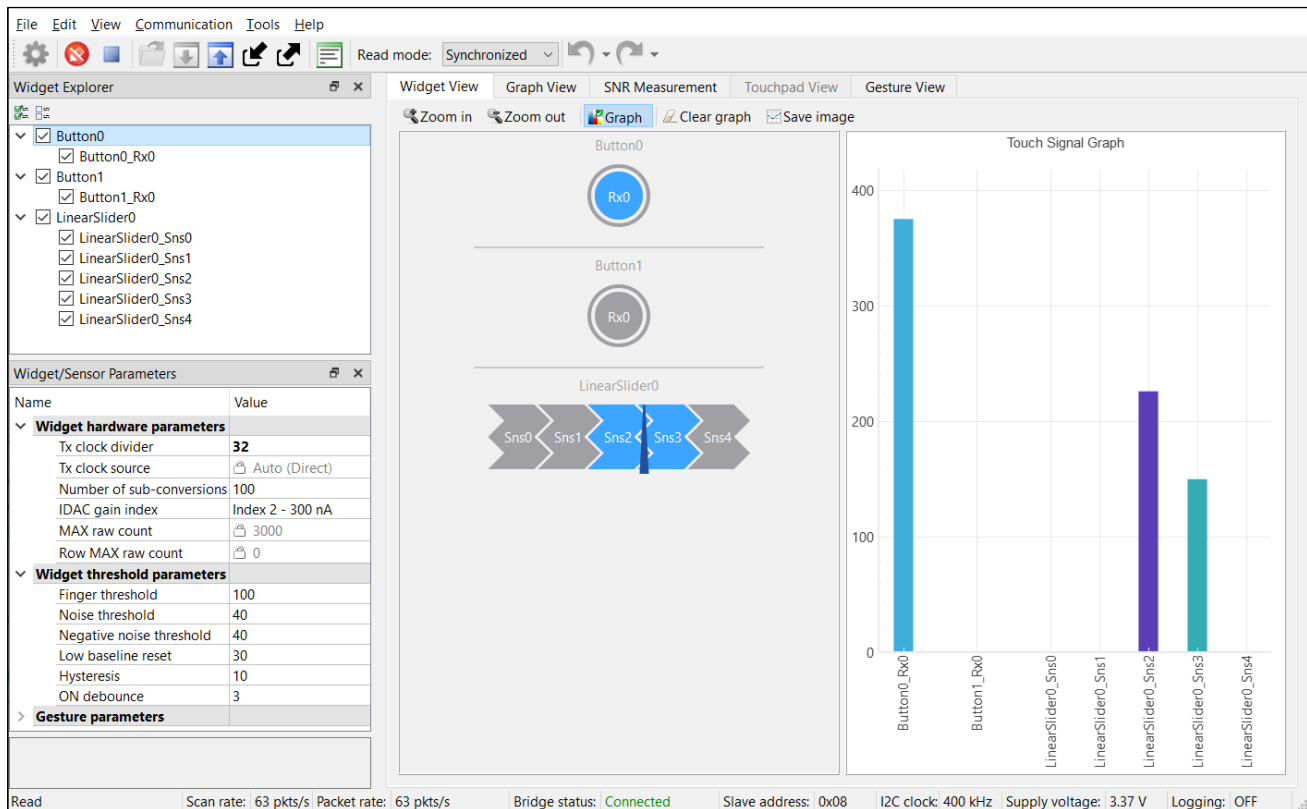 File Edit View Communication Tools Help
Read mode: Synchronized
Widget Explorer
Button0
Button0_Rx0
Button1
Button1_Rx0
LinearSlider0
LinearSlider0_Sns0
LinearSlider0_Sns1
LinearSlider0_Sns2
LinearSlider0_Sns3
LinearSlider0_Sns4
Widget/Sensor Parameters
Name Value
Widget hardware parameters
Tx clock divider 32
Tx clock source Auto (Direct)
Number of sub-conversions 100
IDAC gain index Index 2 - 300 nA
MAX raw count 3000
Row MAX raw count 0
Widget threshold parameters
Finger threshold 100
Noise threshold 40
Negative noise threshold 40
Low baseline reset 30
Hysteresis 10
ON debounce 3
Gesture parameters
Widget View Graph View SNR Measurement Touchpad View Gesture View
Zoom in Zoom out Graph Clear graph Save image
Button0
Rx0
Button1
Rx0
LinearSlider0
Sns0 Sns1 Sns2 Sns3 Sns4
Touch Signal Graph
400
300
200
100
0
Button0_Rx0
Button1_Rx0
LinearSlider0_Sns0
LinearSlider0_Sns1
LinearSlider0_Sns2
LinearSlider0_Sns3
LinearSlider0_Sns4
Read Scan rate: 63 pkts/s Packet rate: 63 pkts/s Bridge status: Connected Slave address: 0x08 I2C clock: 400 kHz Supply voltage: 3.37 V Logging: OFF